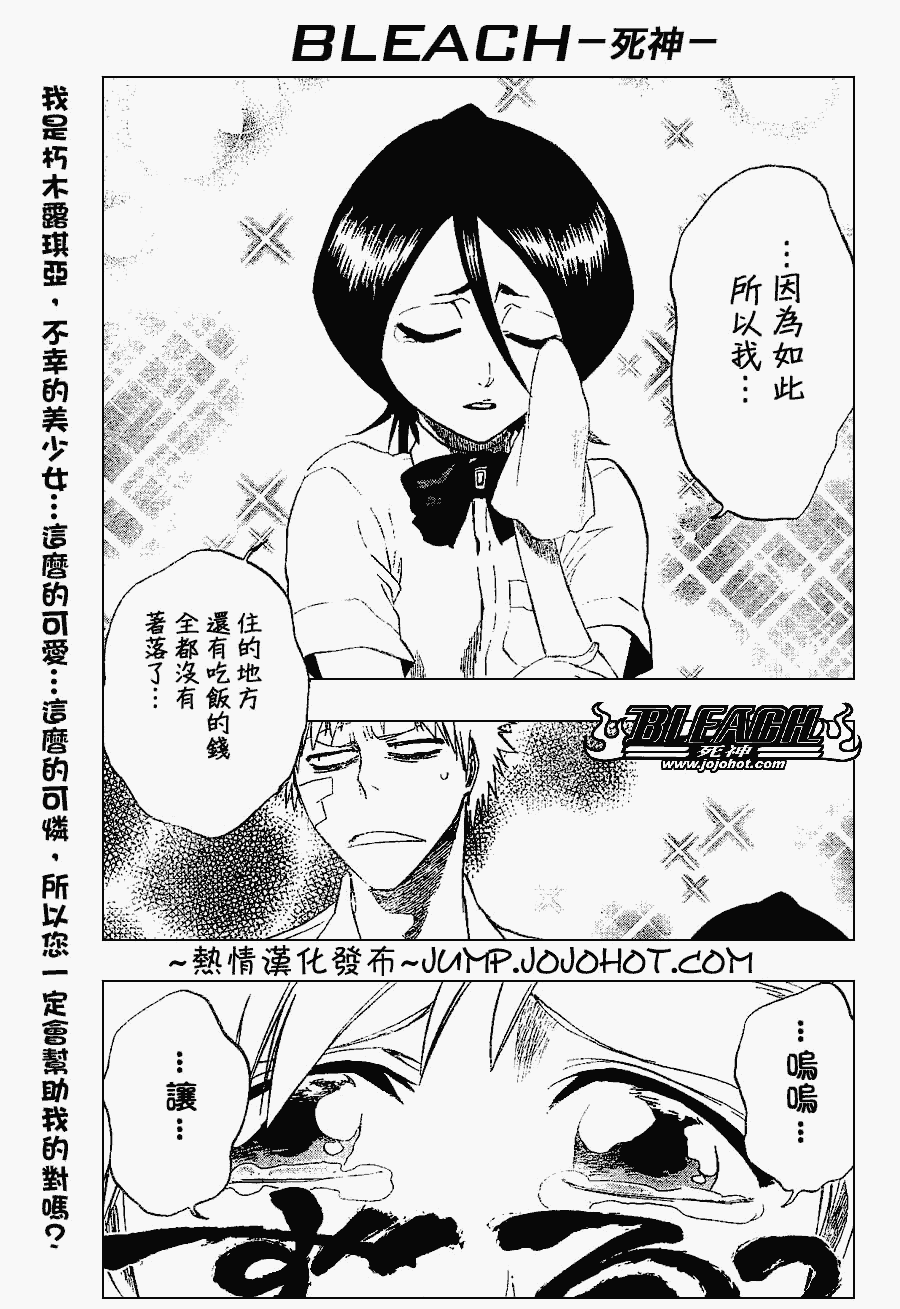 BLEACH－死神－
…因為如此
所以我…
住的地方
還有吃飯的錢
全都沒有
著落了…
BLEACH
死神
www.jojohot.com
~熱情漢化發布~JUMP.JOJOHOT.COM
…嗚嗚…
…讓…
ずるっ
我是朽木露琪亞，不幸的美少女…這麼的可愛…這麼的可憐，所以您一定會幫助我的對嗎？